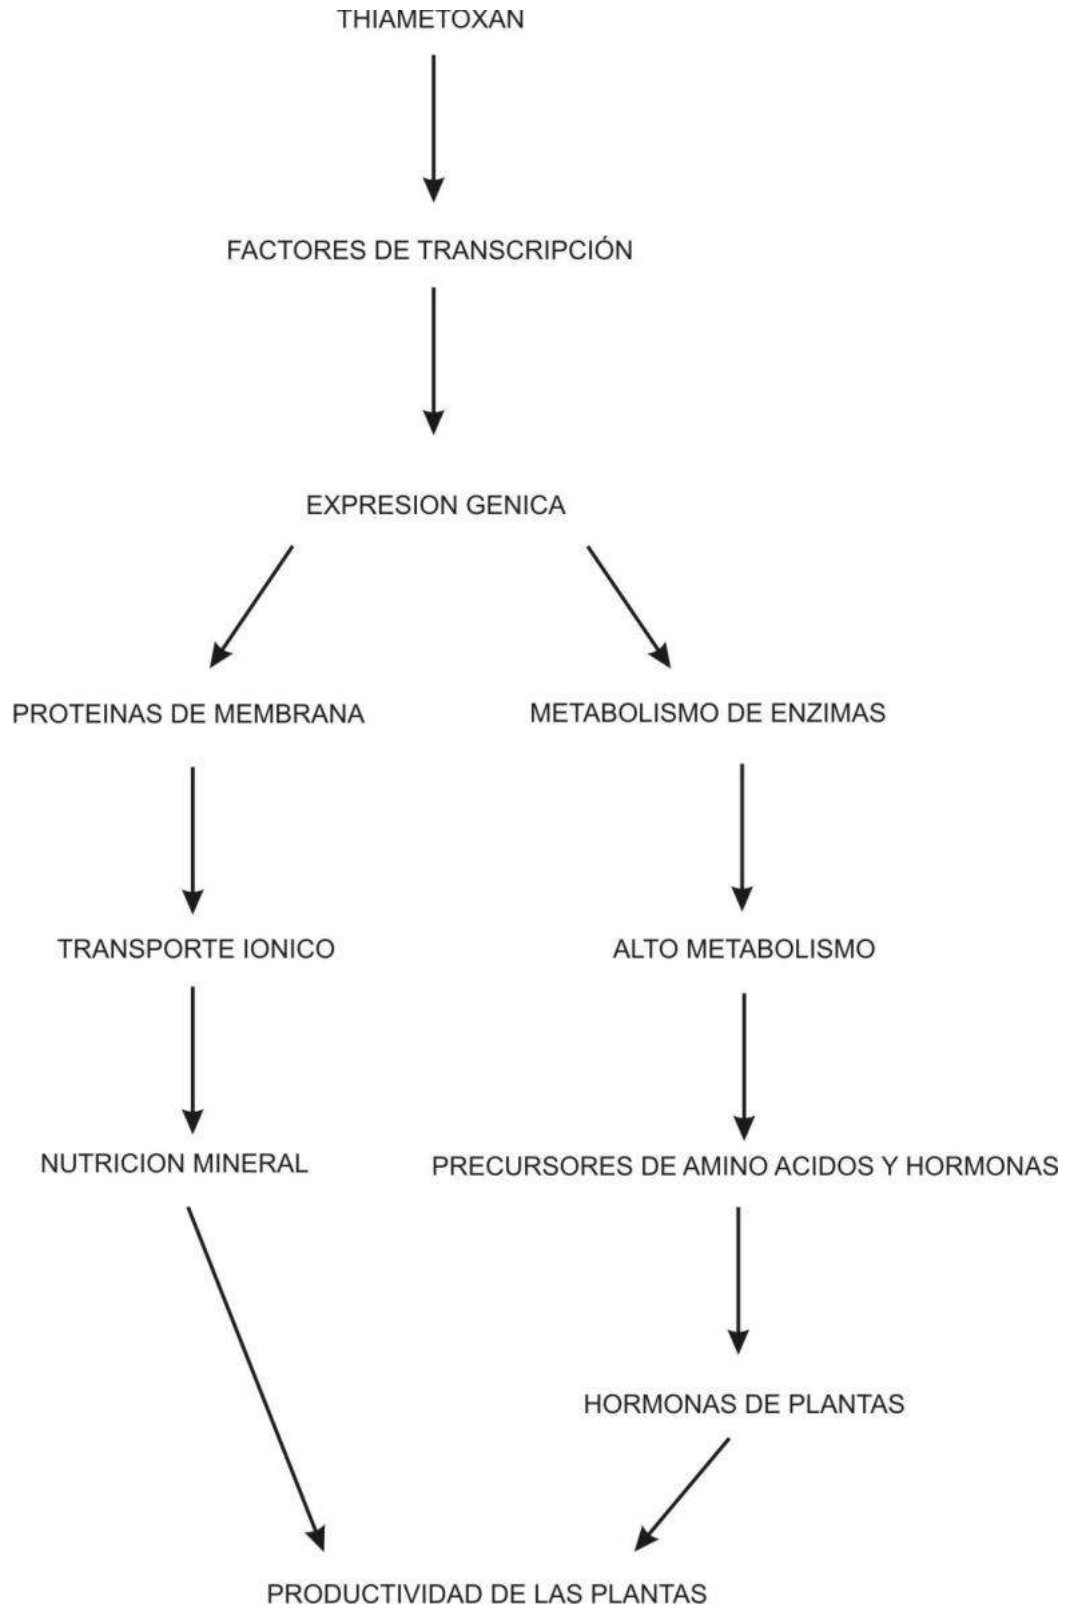 THIAMETOXAN
FACTORES DE TRANSCRIPCIÓN
EXPRESION GENICA
PROTEINAS DE MEMBRANA
METABOLISMO DE ENZIMAS
TRANSPORTE IONICO
ALTO METABOLISMO
NUTRICION MINERAL
PRECURSORES DE AMINO ACIDOS Y HORMONAS
HORMONAS DE PLANTAS
PRODUCTIVIDAD DE LAS PLANTAS